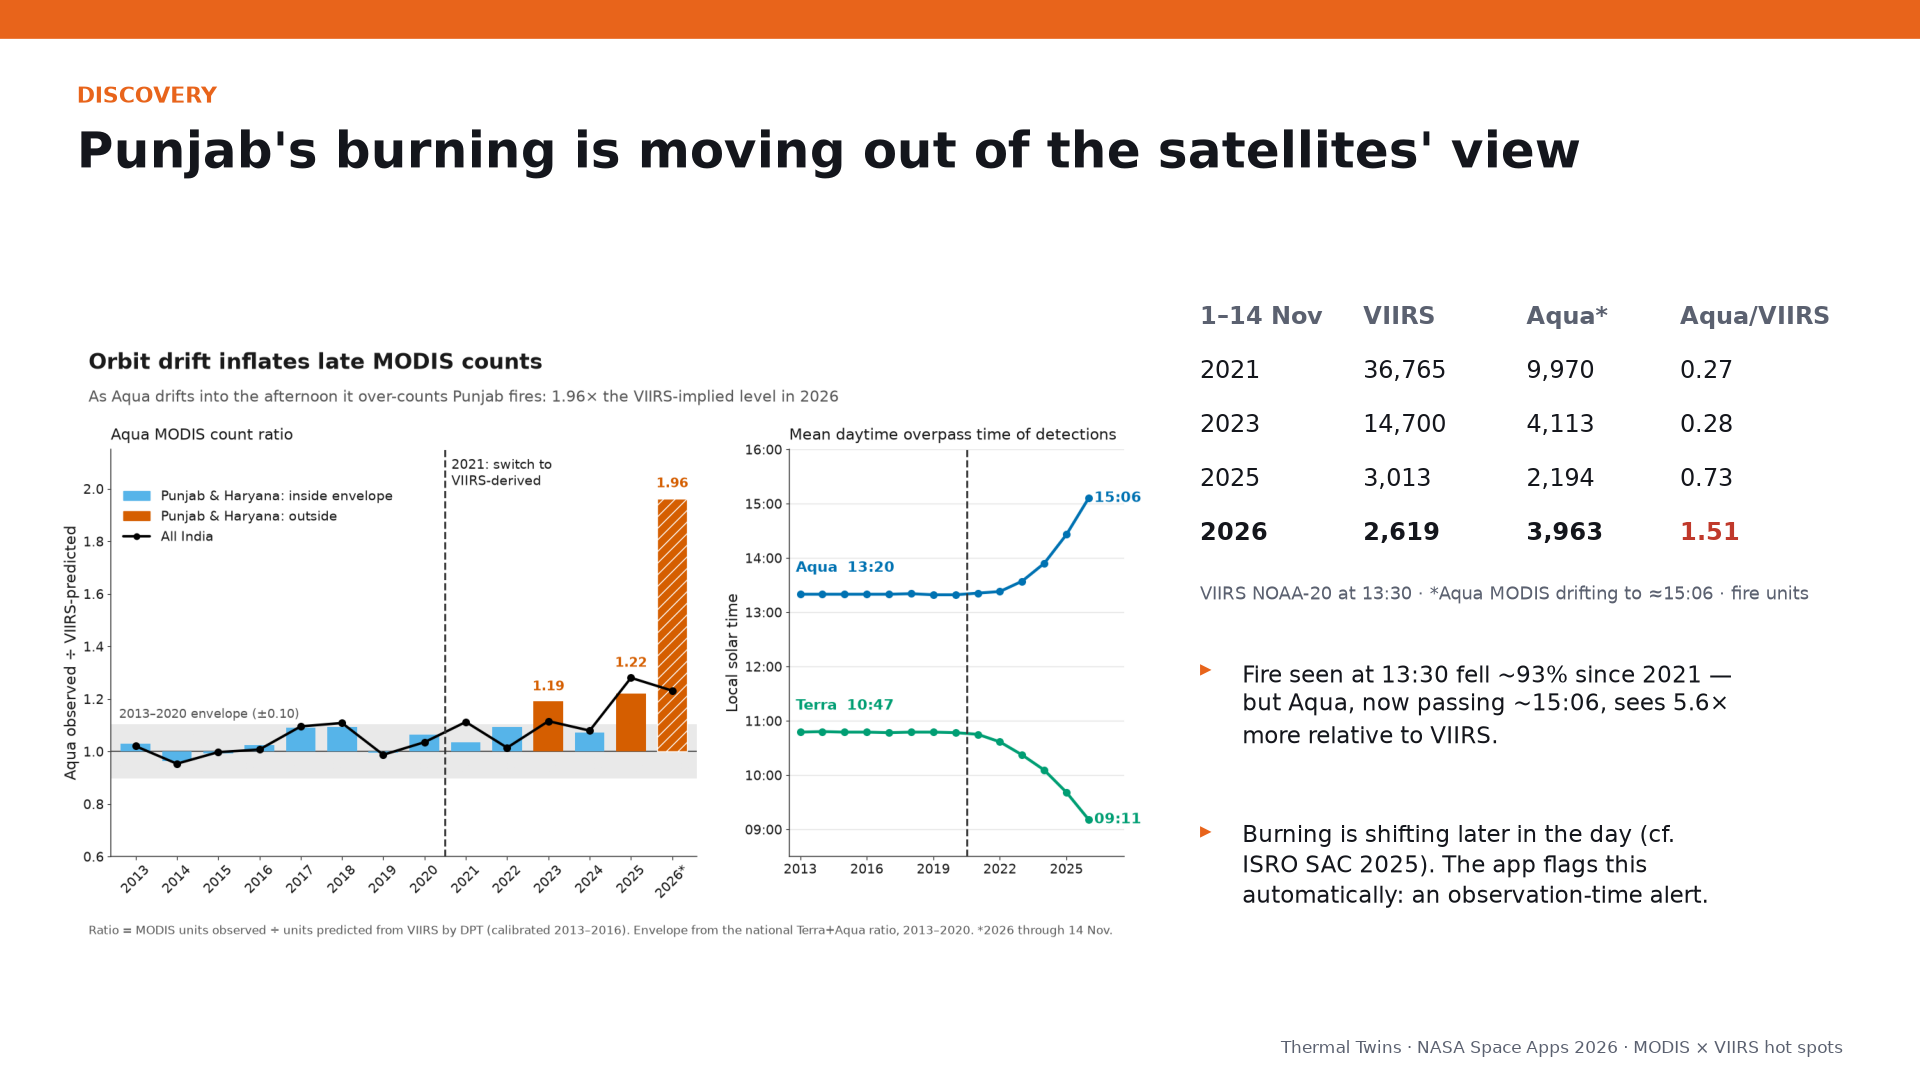 DISCOVERY
Punjab's burning is moving out of the satellites' view
Orbit drift inflates late MODIS counts
As Aqua drifts into the afternoon it over-counts Punjab fires: 1.96× the VIIRS-implied level in 2026
Aqua MODIS count ratio
Aqua observed ÷ VIIRS-predicted
2.0
1.8
1.6
1.4
1.2
1.0
0.8
0.6
Punjab & Haryana: inside envelope
Punjab & Haryana: outside
All India
2021: switch to
VIIRS-derived
2013–2020 envelope (±0.10)
1.19
1.22
1.96
2013 2014 2015 2016 2017 2018 2019 2020 2021 2022 2023 2024 2025 2026*
Mean daytime overpass time of detections
Local solar time
16:00
15:00
14:00
13:00
12:00
11:00
10:00
09:00
15:06
Aqua 13:20
Terra 10:47
09:11
2013 2016 2019 2022 2025
Ratio = MODIS units observed ÷ units predicted from VIIRS by DPT (calibrated 2013–2016). Envelope from the national Terra+Aqua ratio, 2013–2020. *2026 through 14 Nov.
1–14 Nov VIIRS Aqua* Aqua/VIIRS
2021 36,765 9,970 0.27
2023 14,700 4,113 0.28
2025 3,013 2,194 0.73
2026 2,619 3,963 1.51
VIIRS NOAA-20 at 13:30 · *Aqua MODIS drifting to ≈15:06 · fire units
Fire seen at 13:30 fell ~93% since 2021 —
but Aqua, now passing ~15:06, sees 5.6×
more relative to VIIRS.
Burning is shifting later in the day (cf.
ISRO SAC 2025). The app flags this
automatically: an observation-time alert.
Thermal Twins · NASA Space Apps 2026 · MODIS × VIIRS hot spots